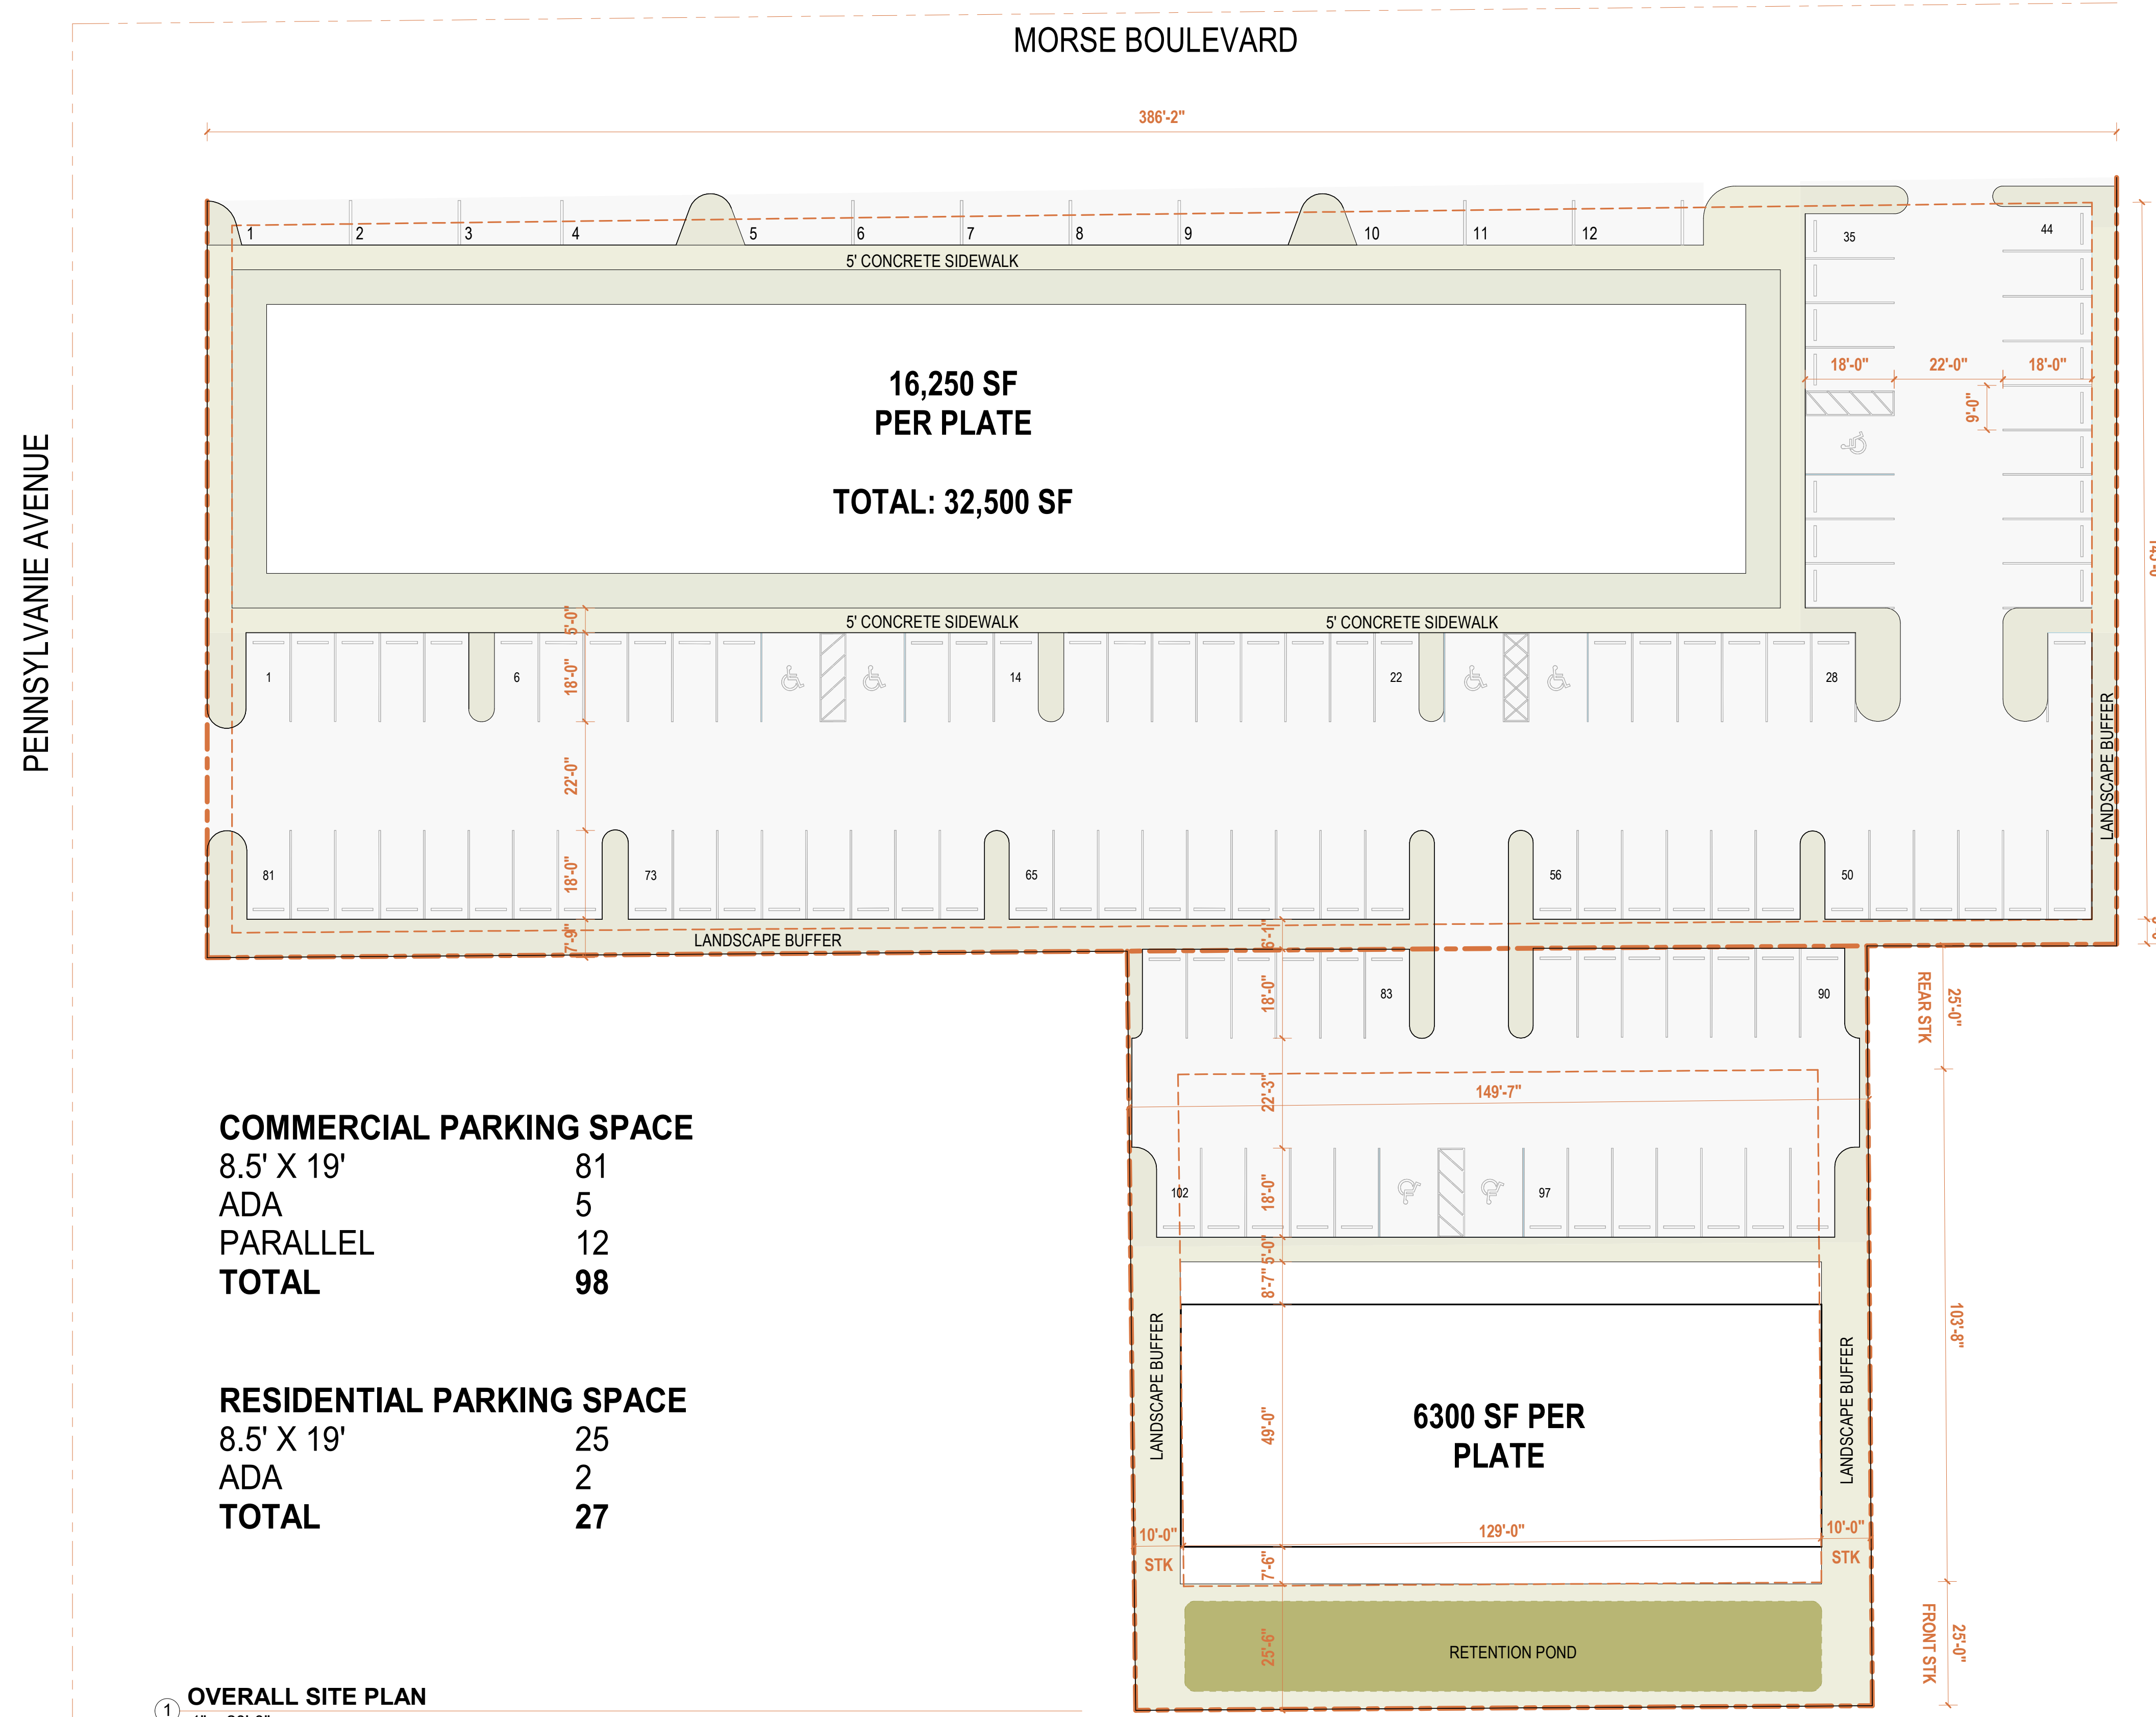 MORSE BOULEVARD
386'-2"
1 2 3 4 5 6 7 8 9 10 11 12
5' CONCRETE SIDEWALK
35
44
18'-0" 22'-0" 18'-0"
9'-0"
16,250 SF
PER PLATE
TOTAL: 32,500 SF
PENNSYLVANIE AVENUE
5'-0"
5' CONCRETE SIDEWALK
5' CONCRETE SIDEWALK
1 6 14 22 28
18'-0"
22'-0"
LANDSCAPE BUFFER
81 73 65 56 50
18'-0"
7'-9"
LANDSCAPE BUFFER
6'-1"
83 90
18'-0"
REAR STK
25'-0"
22'-3"
149'-7"
102 97
18'-0"
5'-0"
8'-7"
COMMERCIAL PARKING SPACE
8.5' X 19' 81
ADA 5
PARALLEL 12
TOTAL 98
RESIDENTIAL PARKING SPACE
8.5' X 19' 25
ADA 2
TOTAL 27
LANDSCAPE BUFFER
LANDSCAPE BUFFER
103'-8"
6300 SF PER
PLATE
49'-0"
10'-0" 129'-0" 10'-0"
STK STK
7'-6"
RETENTION POND
25'-6"
FRONT STK
25'-0"
1 OVERALL SITE PLAN